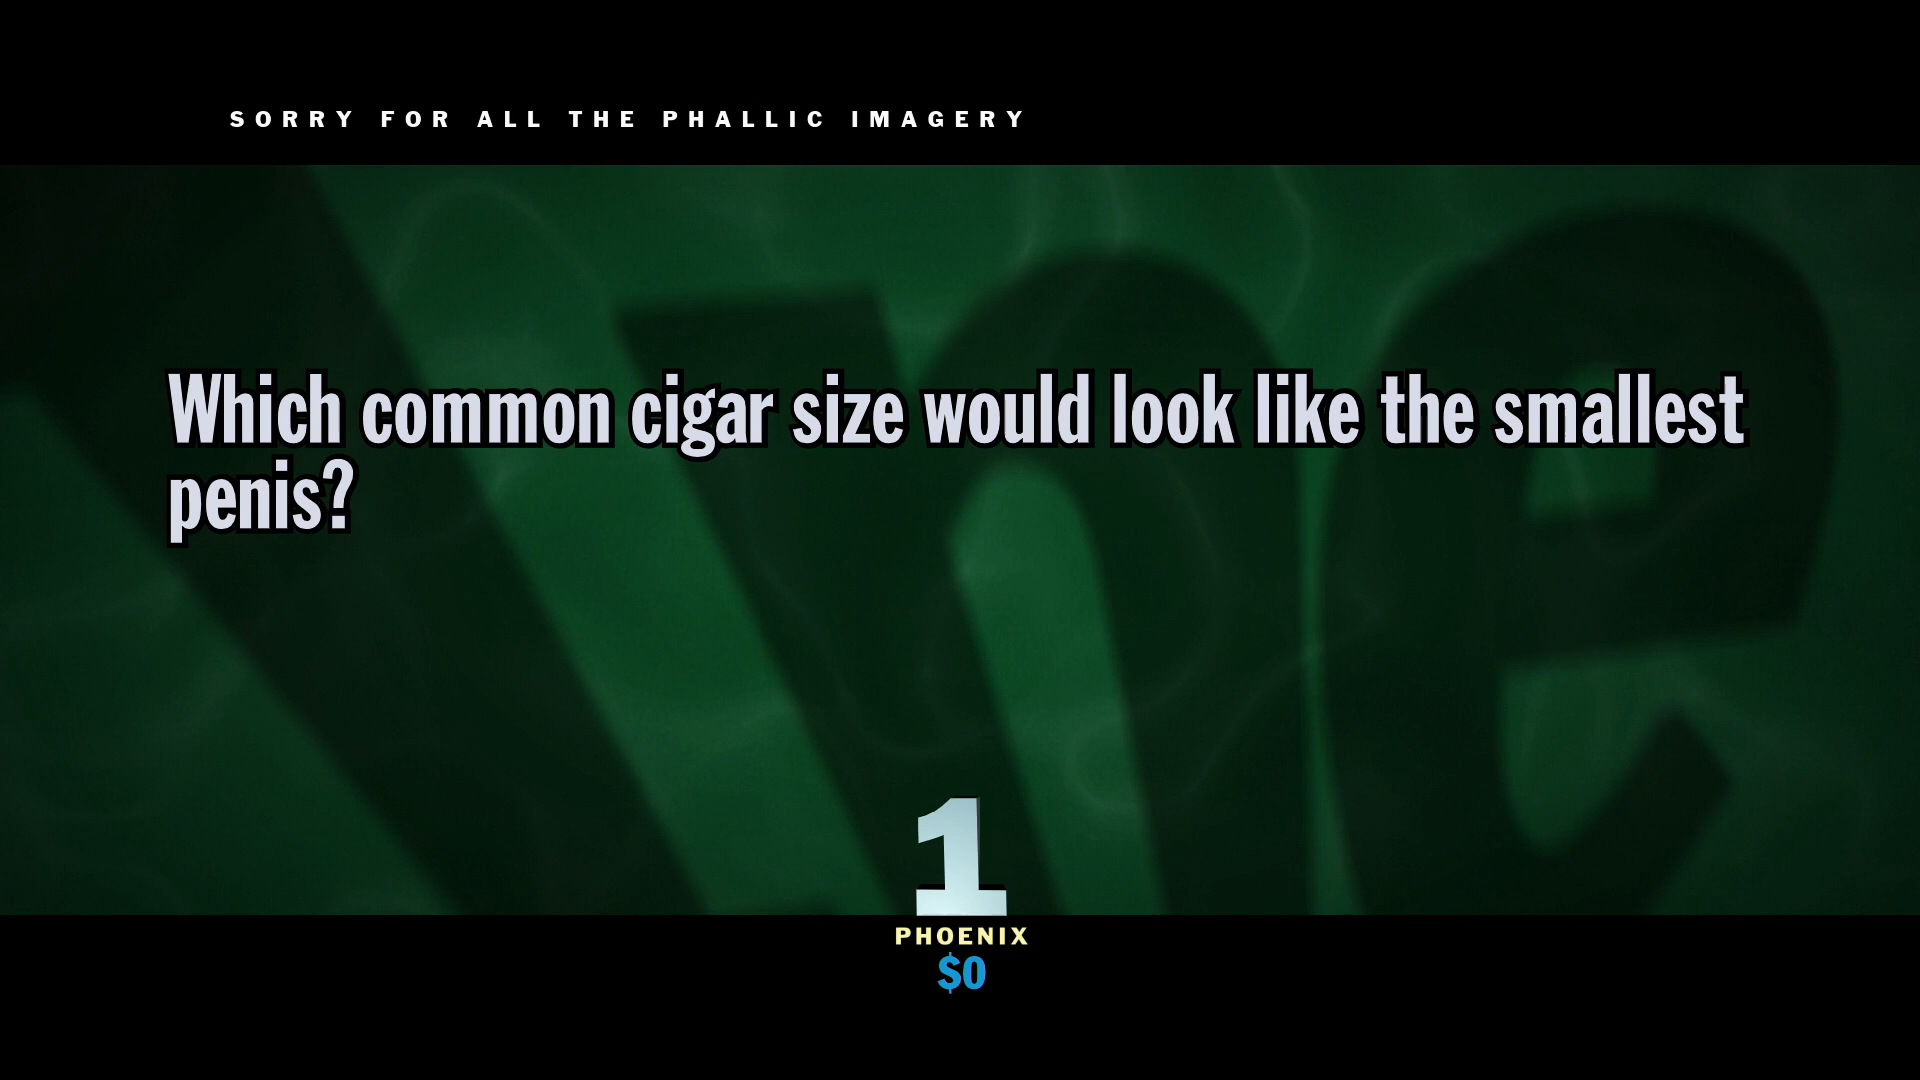 SORRY FOR ALL THE PHALLIC IMAGERY
Which common cigar size would look like the smallest
penis?
1
PHOENIX
$0